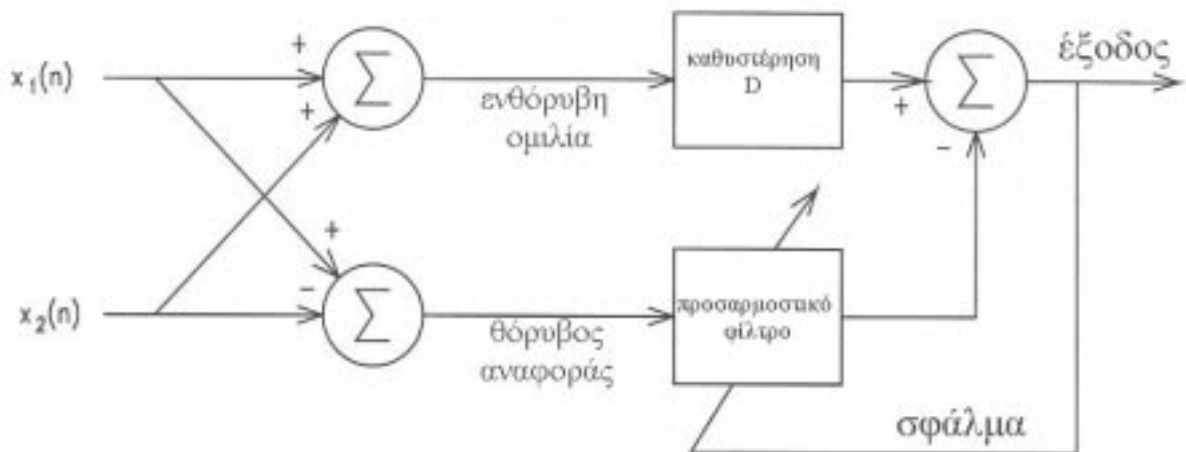 x₁(n)
+
+
Σ
ενθόρυβη
ομιλία
καθυστέρηση
D
+
-
Σ
έξοδος
x₂(n)
+
-
Σ
θόρυβος
αναφοράς
προσαρμοστικό
φίλτρο
σφάλμα